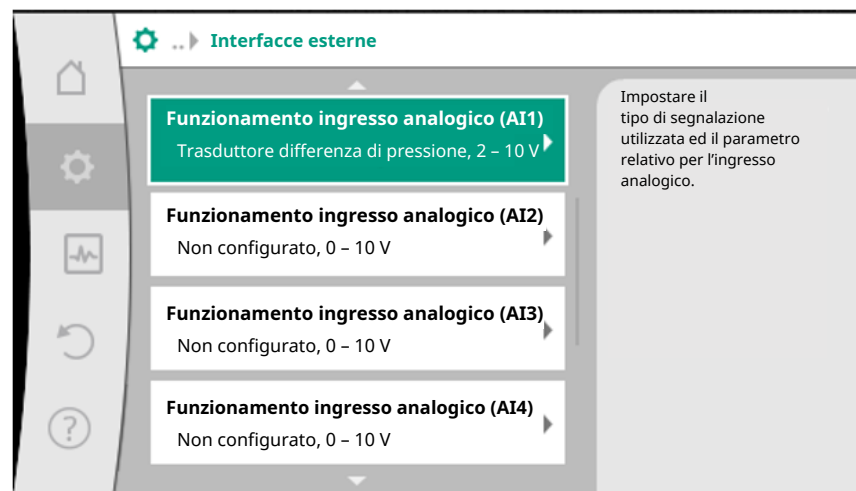 .. Interfacce esterne
Funzionamento ingresso analogico (AI1)
Trasduttore differenza di pressione, 2 – 10 V
Funzionamento ingresso analogico (AI2)
Non configurato, 0 – 10 V
Funzionamento ingresso analogico (AI3)
Non configurato, 0 – 10 V
Funzionamento ingresso analogico (AI4)
Non configurato, 0 – 10 V
Impostare il
tipo di segnalazione
utilizzata ed il parametro
relativo per l’ingresso
analogico.